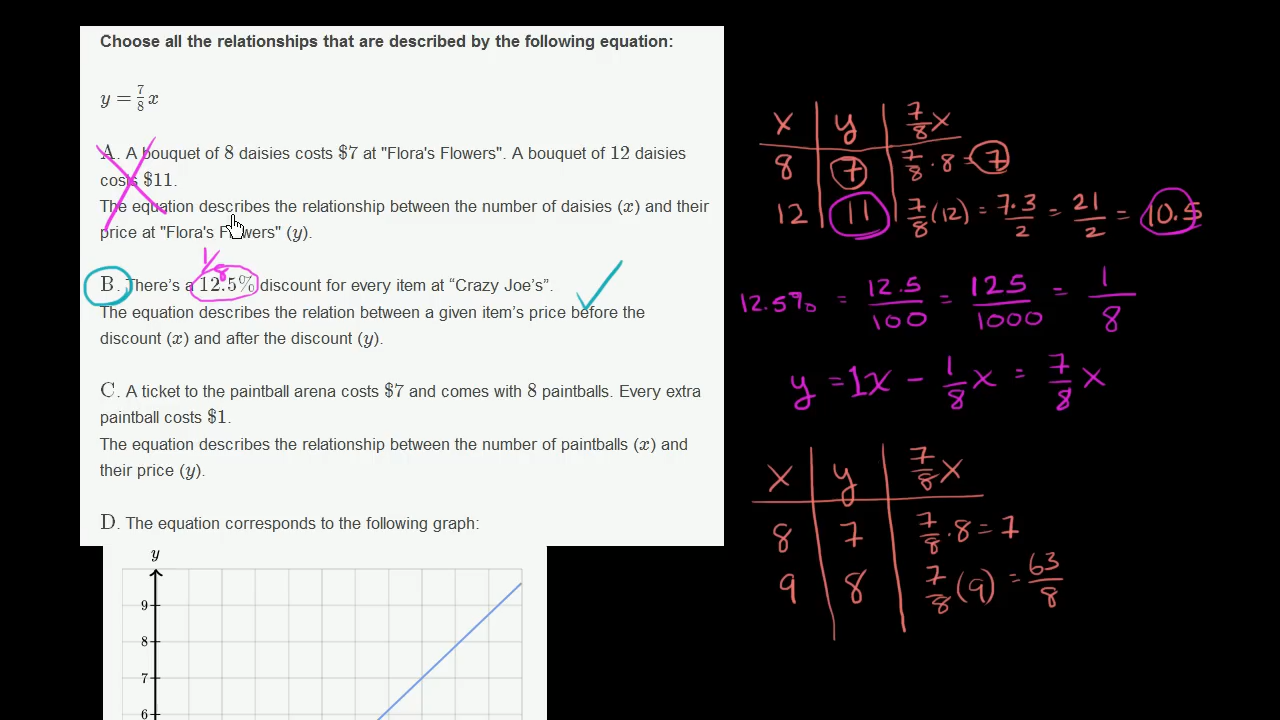 Choose all the relationships that are described by the following equation:
y = 7/8 x
A. A bouquet of 8 daisies costs $7 at "Flora's Flowers". A bouquet of 12 daisies
costs $11.
The equation describes the relationship between the number of daisies (x) and their
price at "Flora's Flowers" (y).
1/8
B. There's a 12.5% discount for every item at “Crazy Joe's”.
The equation describes the relation between a given item's price before the
discount (x) and after the discount (y).
C. A ticket to the paintball arena costs $7 and comes with 8 paintballs. Every extra
paintball costs $1.
The equation describes the relationship between the number of paintballs (x) and
their price (y).
D. The equation corresponds to the following graph:
y
9
8
7
6
x y 7/8 x
8 7 7/8 · 8 = 7
12 11 7/8 (12) = 7·3/2 = 21/2 = 10.5
12.5% = 12.5/100 = 125/1000 = 1/8
y = 1x - 1/8 x = 7/8 x
x y 7/8 x
8 7 7/8 · 8 = 7
9 8 7/8 (9) = 63/8